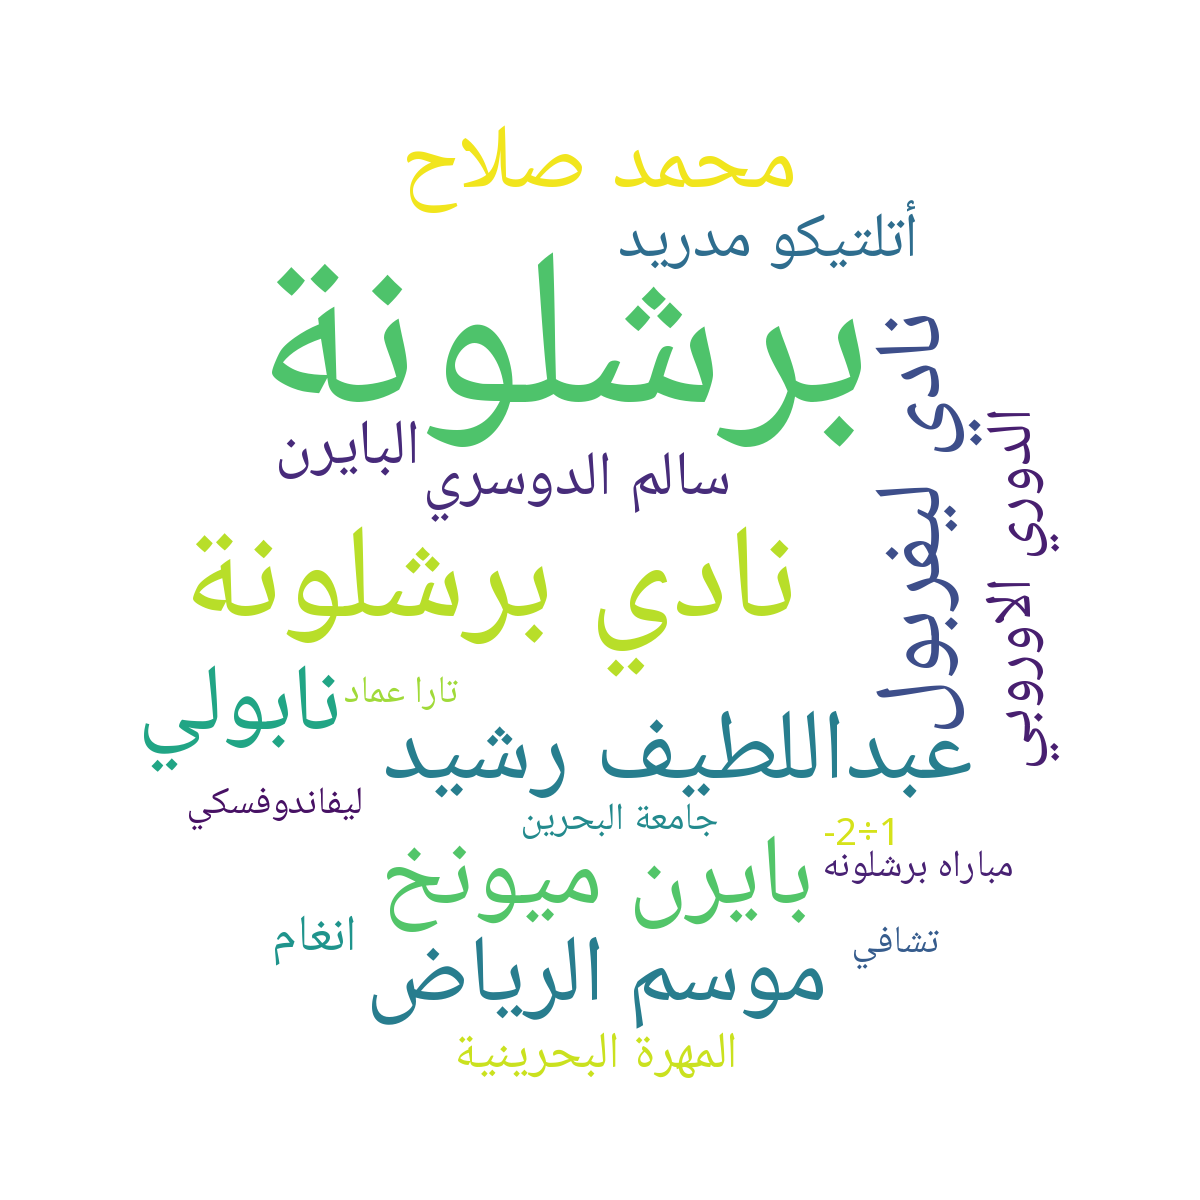 محمد صلاح
أتلتيكو مدريد
برشلونة
نادي ليفربول
الدوري الاوروبي
البايرن
سالم الدوسري
نادي برشلونة
نابولي
تارا عماد
عبداللطيف رشيد
ليفاندوفسكي
جامعة البحرين
-2÷1
بايرن ميونخ
مباراه برشلونه
انغام
تشافي
موسم الرياض
المهرة البحرينية